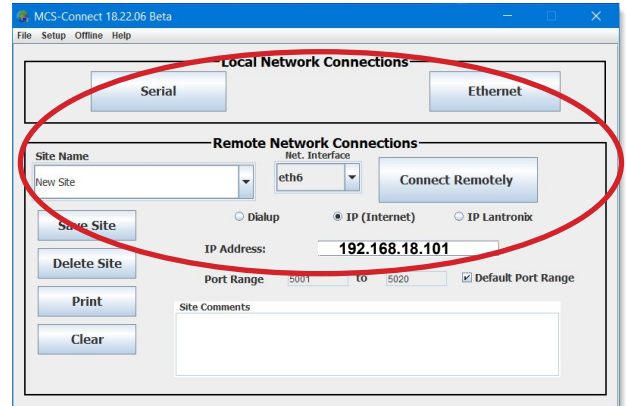 MCS-Connect 18.22.06 Beta
File Setup Offline Help
Local Network Connections
Serial Ethernet
Remote Network Connections
Site Name Net. Interface
New Site eth6 Connect Remotely
Save Site Dialup IP (Internet) IP Lantronix
IP Address: 192.168.18.101
Delete Site
Port Range 5001 to 5020 Default Port Range
Print Site Comments
Clear